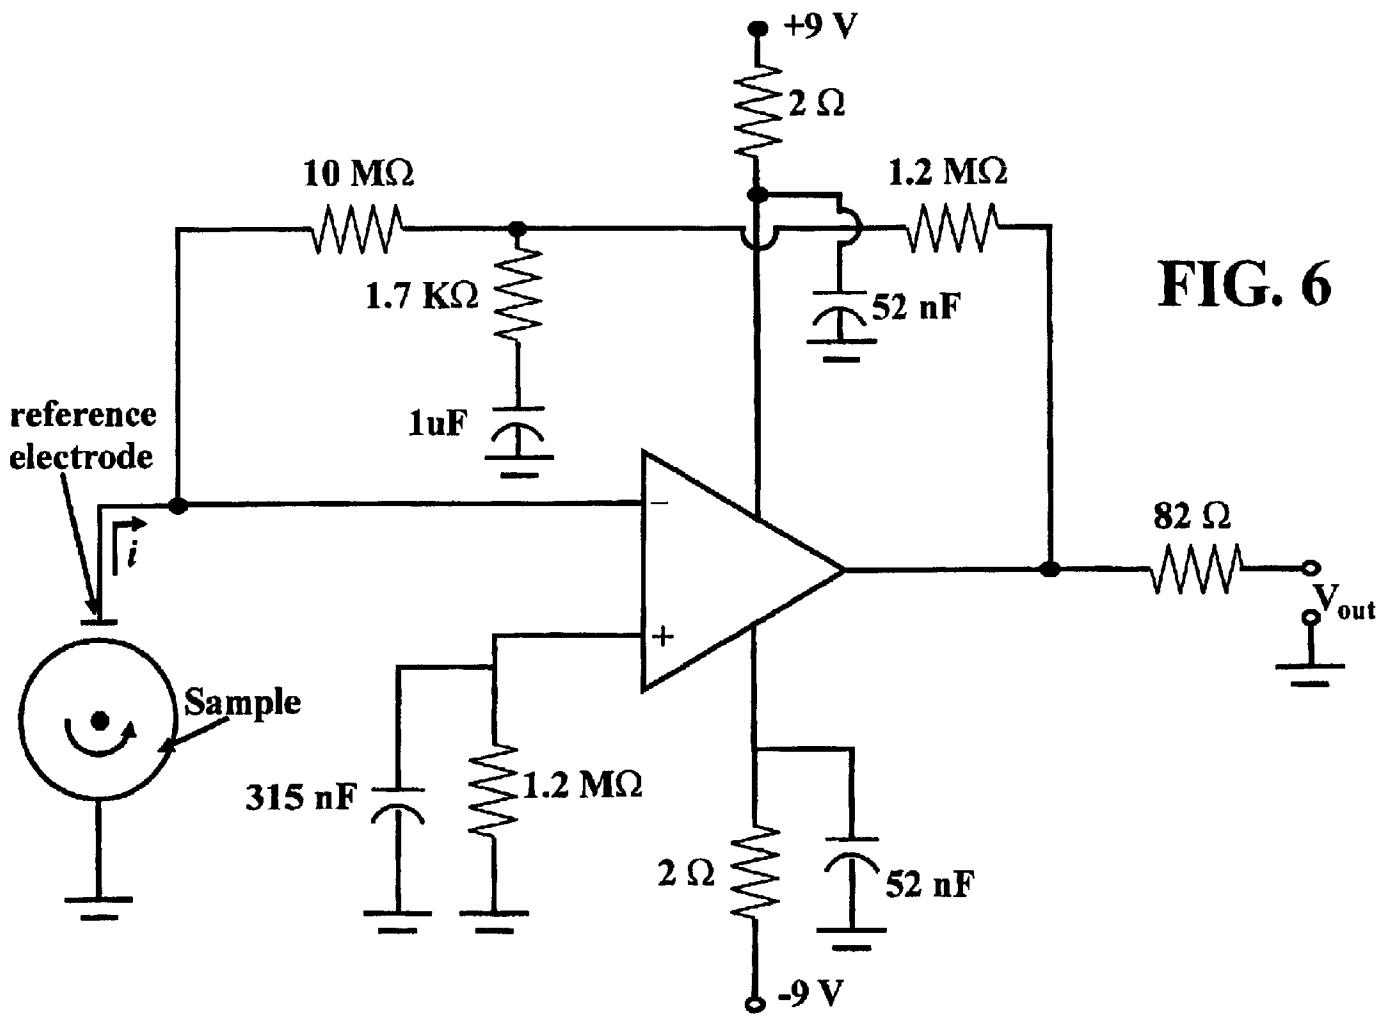 +9 V
2 Ω
10 MΩ
1.2 MΩ
1.7 KΩ
52 nF
FIG. 6
1uF
reference
electrode
i
−
82 Ω
Vout
+
Sample
315 nF
1.2 MΩ
2 Ω
52 nF
-9 V